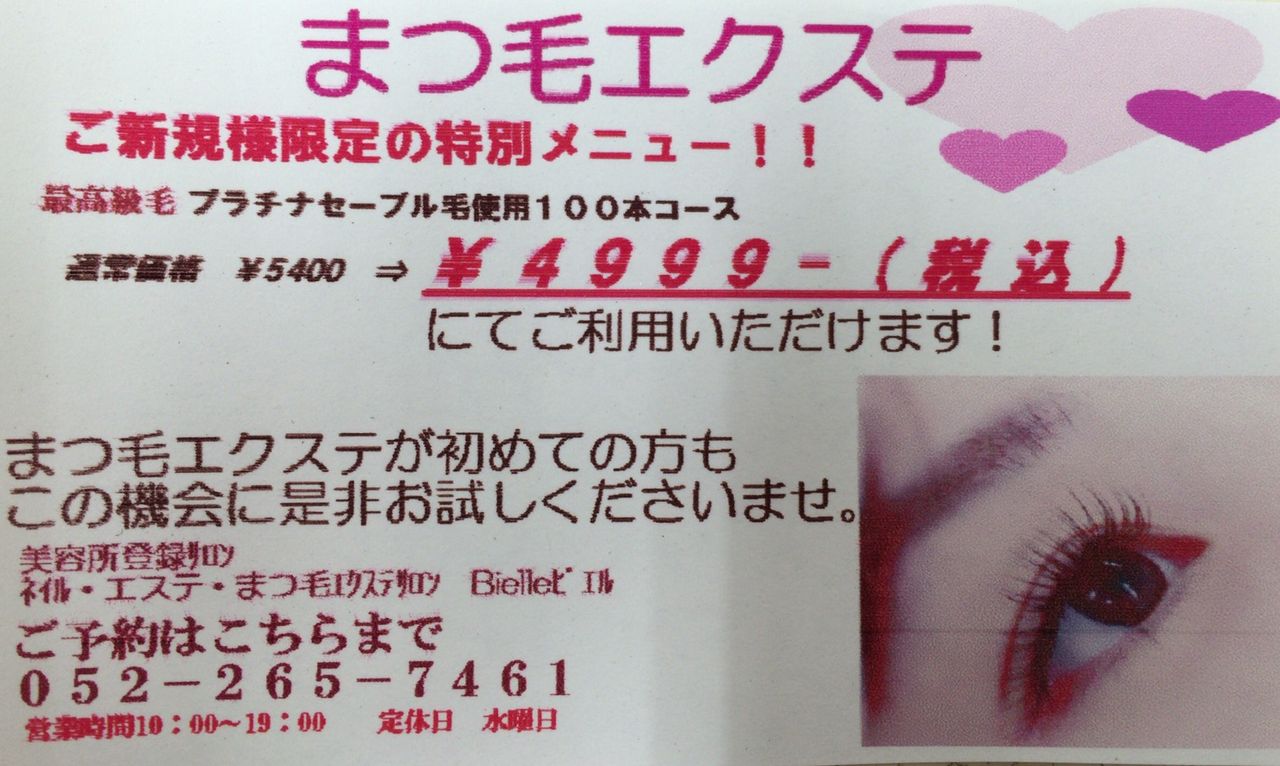 まつ毛エクステ
ご新規様限定の特別メニュー！！
最高級毛 プラチナセーブル毛使用１００本コース
通常価格 ¥5400 ⇒ ¥４９９９-（税込）
にてご利用いただけます！
まつ毛エクステが初めての方も
この機会に是非お試しくださいませ。
美容所登録ｻﾛﾝ
ﾈｲﾙ・エステ・まつ毛ｴｸｽﾃｻﾛﾝ Bielleﾋﾞｴﾙ
ご予約はこちらまで
０５２－２６５－７４６１
営業時間10：00～19：00 定休日 水曜日